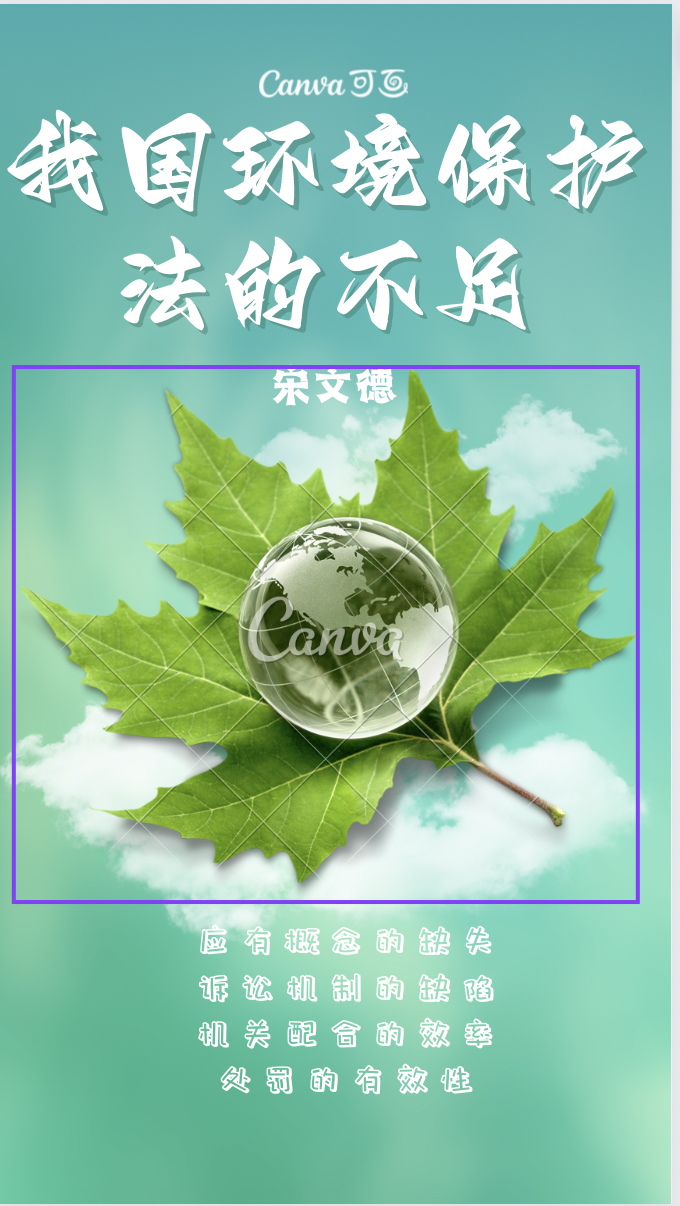 Canva可画
我国环境保护
法的不足
宋文德
Canva
应有概念的缺失
诉讼机制的缺陷
机关配合的效率
处罚的有效性